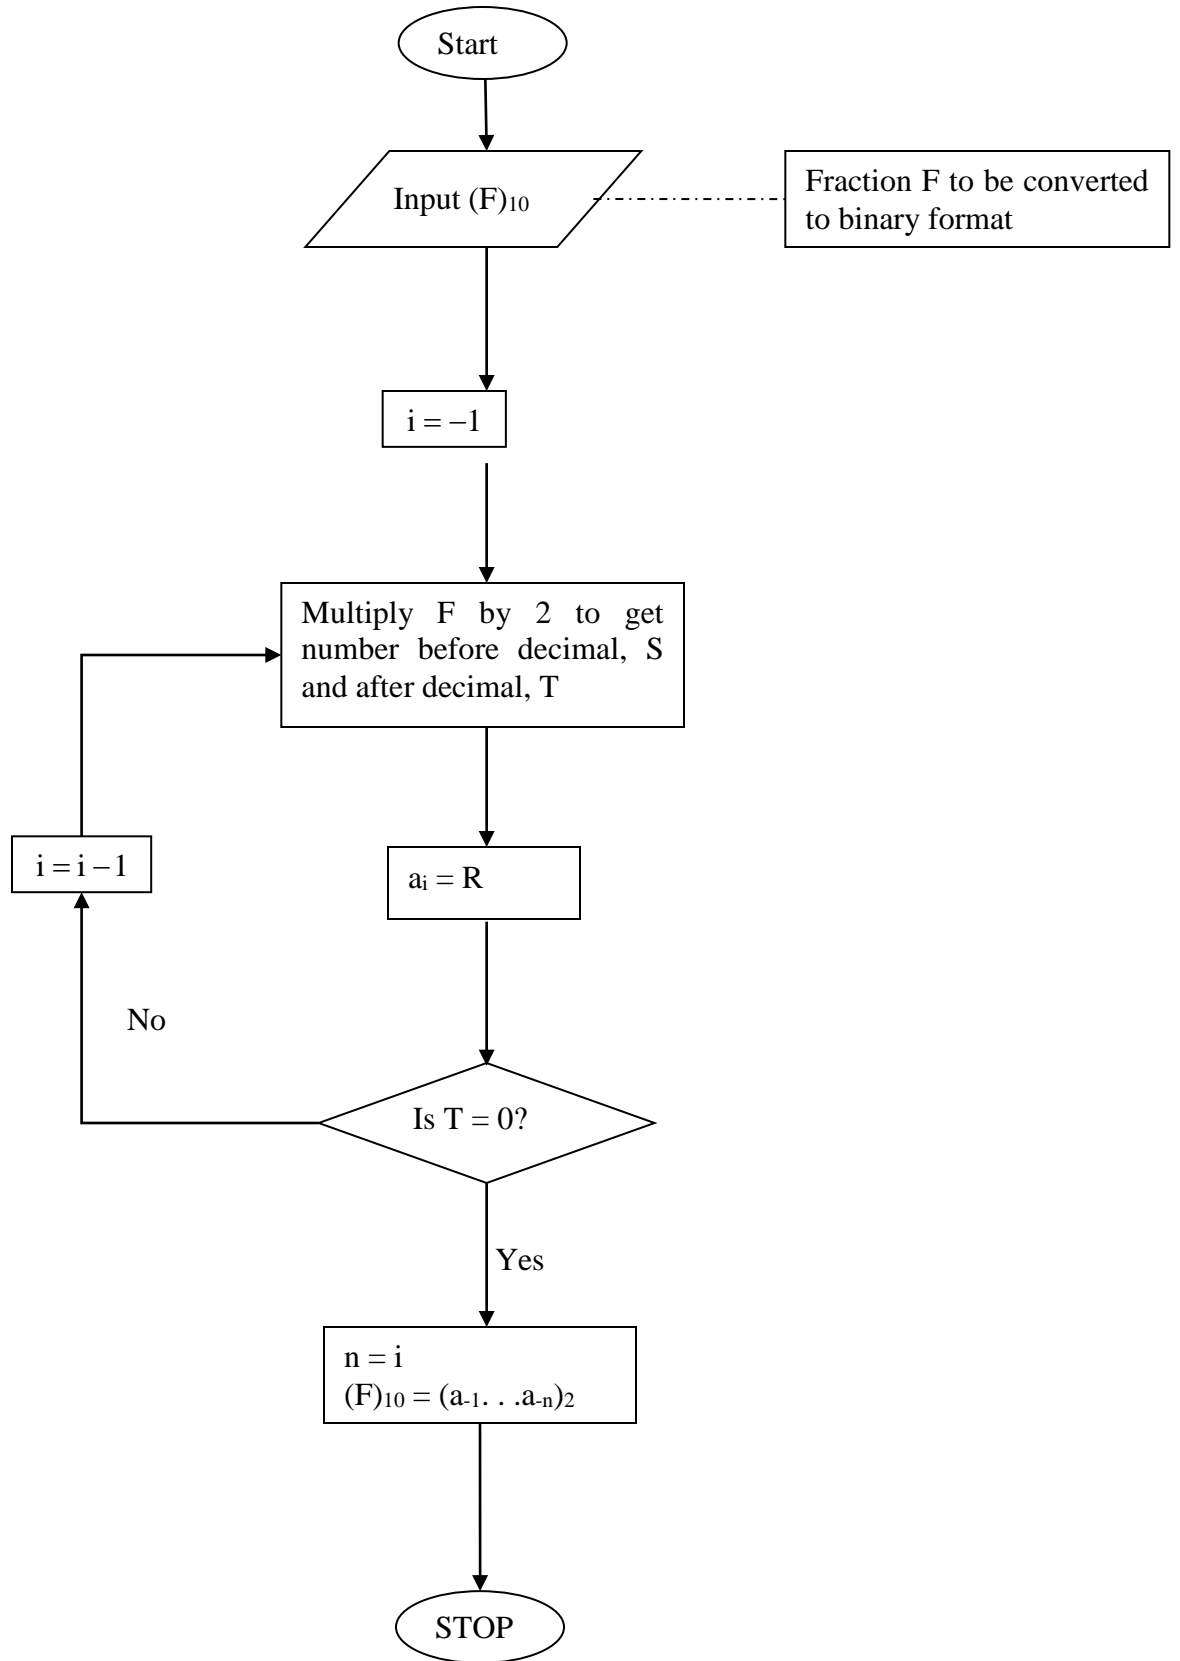 Start
Input (F)₁₀
Fraction F to be converted
to binary format
i = −1
Multiply F by 2 to get
number before decimal, S
and after decimal, T
i = i − 1
aᵢ = R
No
Is T = 0?
Yes
n = i
(F)₁₀ = (a₋₁. . .a₋ₙ)₂
STOP